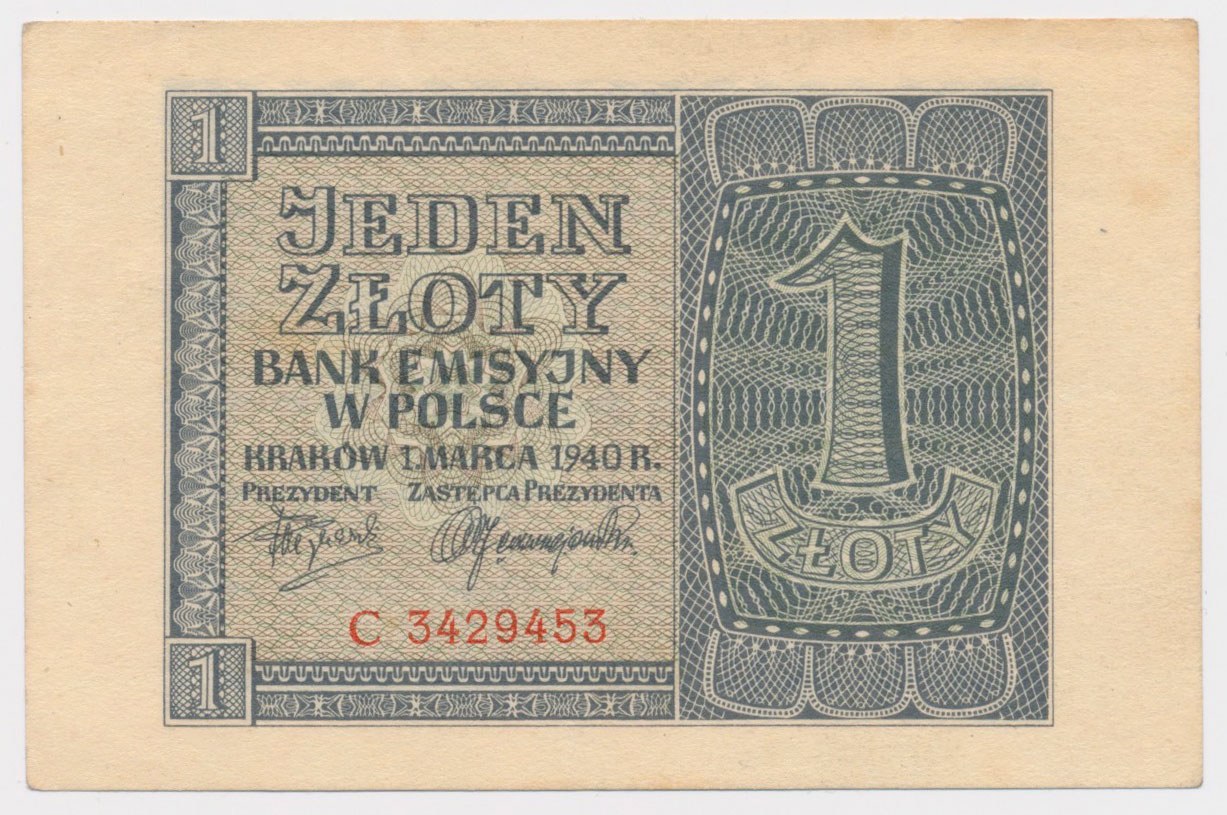 1
JEDEN
ZŁOTY
BANK EMISYJNY
W POLSCE
KRAKÓW 1. MARCA 1940 R.
PREZYDENT ZASTĘPCA PREZYDENTA
C 3429453
1
1
ZŁOTY